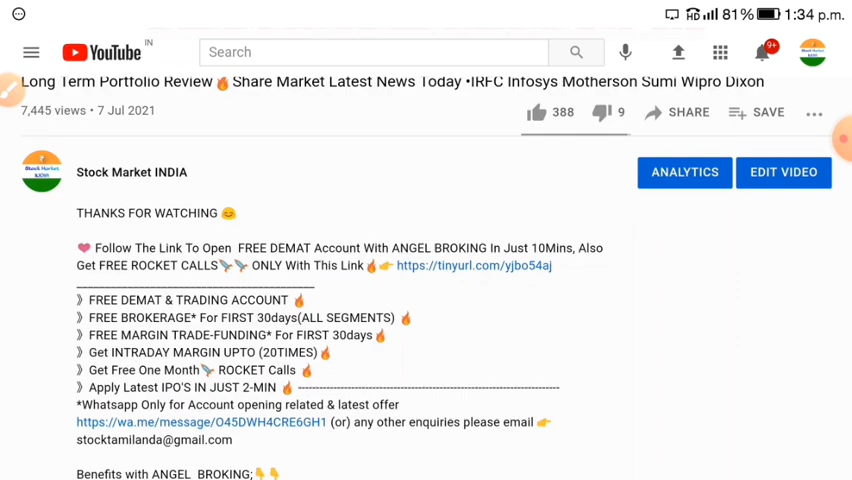 HD 81% 1:34 p.m.
YouTube IN Search 9+
Long Term Portfolio Review🔥Share Market Latest News Today •IRFC Infosys Motherson Sumi Wipro Dixon
7,445 views • 7 Jul 2021 388 9 SHARE SAVE
Stock Market INDIA ANALYTICS EDIT VIDEO
THANKS FOR WATCHING 😊
❤️ Follow The Link To Open FREE DEMAT Account With ANGEL BROKING In Just 10Mins, Also
Get FREE ROCKET CALLS🚀🚀 ONLY With This Link🔥👉 https://tinyurl.com/yjbo54aj
___________________________________________
》FREE DEMAT & TRADING ACCOUNT 🔥
》FREE BROKERAGE* For FIRST 30days(ALL SEGMENTS) 🔥
》FREE MARGIN TRADE-FUNDING* For FIRST 30days🔥
》Get INTRADAY MARGIN UPTO (20TIMES)🔥
》Get Free One Month🚀 ROCKET Calls 🔥
》Apply Latest IPO'S IN JUST 2-MIN 🔥 --------------------------------------------------------------------------
*Whatsapp Only for Account opening related & latest offer
https://wa.me/message/O45DWH4CRE6GH1 (or) any other enquiries please email 👉
stocktamilanda@gmail.com
Benefits with ANGEL BROKING;👇👇